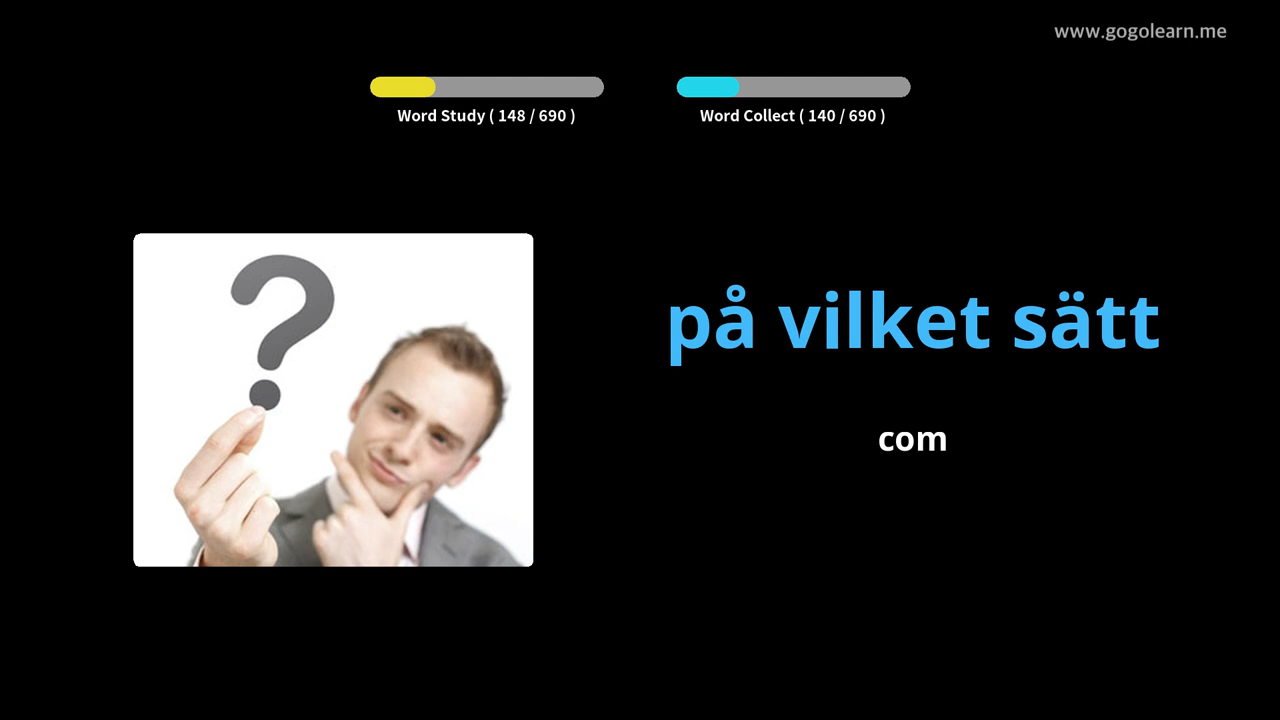 www.gogolearn.me
Word Study ( 148 / 690 )
Word Collect ( 140 / 690 )
?
på vilket sätt
com